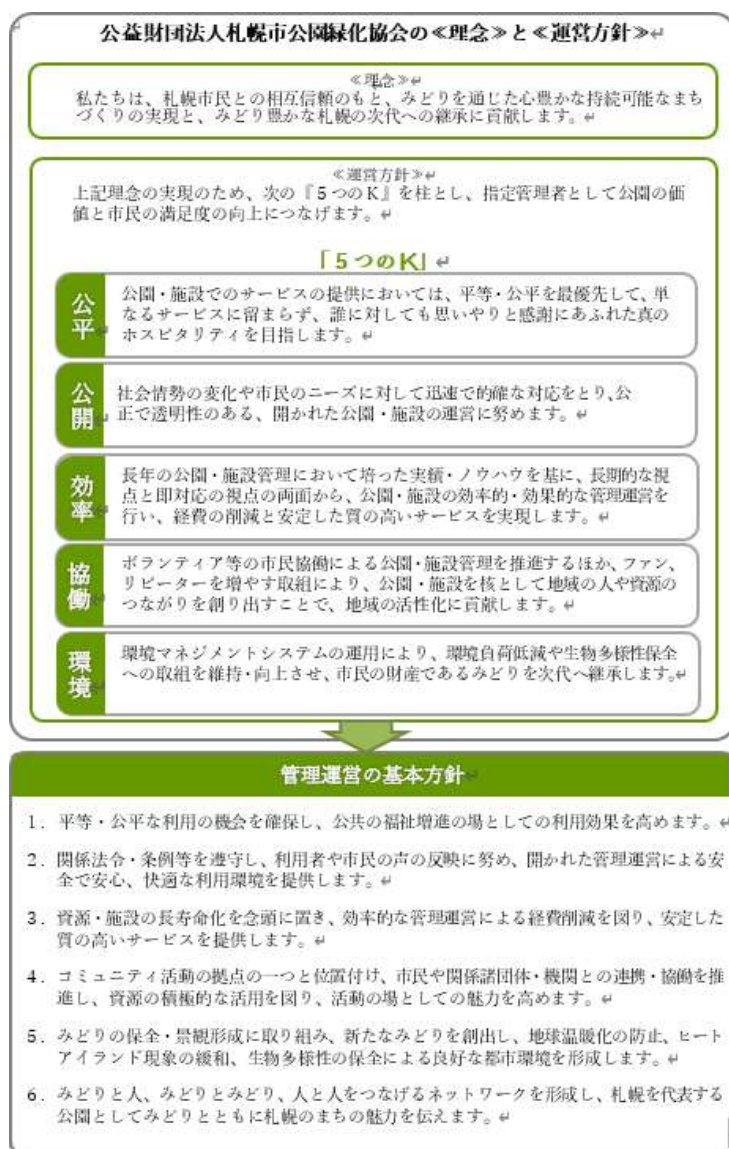 公益財団法人札幌市公園緑化協会の≪理念≫と≪運営方針≫↵
≪理念≫↵
私たちは、札幌市民との相互信頼のもと、みどりを通じた心豊かな持続可能なまち
づくりの実現と、みどり豊かな札幌の次代への継承に貢献します。↵
≪運営方針≫↵
上記理念の実現のため、次の『5つのK』を柱とし、指定管理者として公園の価
値と市民の満足度の向上につなげます。↵
「5つのK」↵
公平↵
公園・施設でのサービスの提供においては、平等・公平を最優先して、単
なるサービスに留まらず、誰に対しても思いやりと感謝にあふれた真の
ホスピタリティを目指します。↵
公開↵
社会情勢の変化や市民のニーズに対して迅速で的確な対応をとり、公
正で透明性のある、開かれた公園・施設の運営に努めます。↵
効率↵
長年の公園・施設管理において培った実績・ノウハウを基に、長期的な視
点と即対応の視点の両面から、公園・施設の効率的・効果的な管理運営を
行い、経費の削減と安定した質の高いサービスを実現します。↵
協働↵
ボランティア等の市民協働による公園・施設管理を推進するほか、ファン、
リピーターを増やす取組により、公園・施設を核として地域の人や資源の
つながりを創り出すことで、地域の活性化に貢献します。↵
環境↵
環境マネジメントシステムの運用により、環境負荷低減や生物多様性保全
への取組を維持・向上させ、市民の財産であるみどりを次代へ継承します。↵
管理運営の基本方針↵
1．平等・公平な利用の機会を確保し、公共の福祉増進の場としての利用効果を高めます。↵
2．関係法令・条例等を遵守し、利用者や市民の声の反映に努め、開かれた管理運営による安
全で安心、快適な利用環境を提供します。↵
3．資源・施設の長寿命化を念頭に置き、効率的な管理運営による経費削減を図り、安定した
質の高いサービスを提供します。↵
4．コミュニティ活動の拠点の一つと位置付け、市民や関係諸団体・機関との連携・協働を推
進し、資源の積極的な活用を図り、活動の場としての魅力を高めます。↵
5．みどりの保全・景観形成に取り組み、新たなみどりを創出し、地球温暖化の防止、ヒート
アイランド現象の緩和、生物多様性の保全による良好な都市環境を形成します。↵
6．みどりと人、みどりとみどり、人と人をつなげるネットワークを形成し、札幌を代表する
公園としてみどりとともに札幌のまちの魅力を伝えます。↵